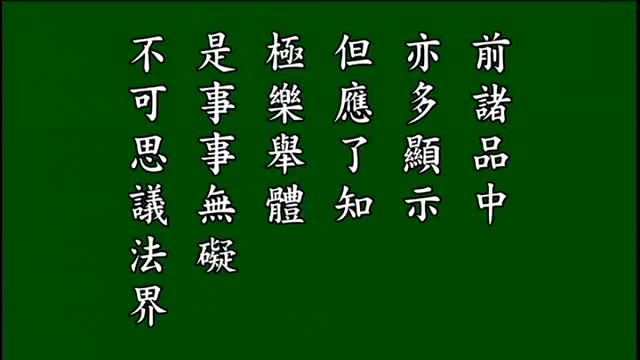 前諸品中
亦多顯示
但應了知
極樂舉體
是事事無礙
不可思議法界